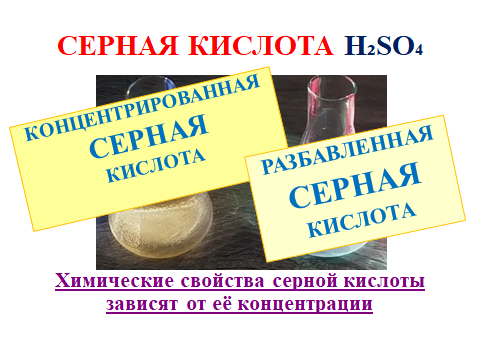 СЕРНАЯ КИСЛОТА H₂SO₄
КОНЦЕНТРИРОВАННАЯ
СЕРНАЯ
КИСЛОТА
РАЗБАВЛЕННАЯ
СЕРНАЯ
КИСЛОТА
Химические свойства серной кислоты
зависят от её концентрации